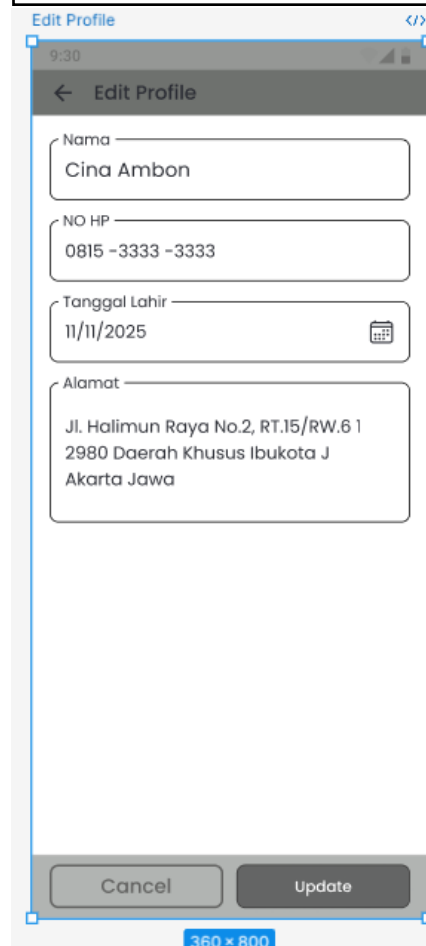 Edit Profile
</>
9:30
Edit Profile
Nama
Cina Ambon
NO HP
0815 -3333 -3333
Tanggal Lahir
11/11/2025
Alamat
Jl. Halimun Raya No.2, RT.15/RW.6 1
2980 Daerah Khusus Ibukota J
Akarta Jawa
Cancel
Update
360 × 800